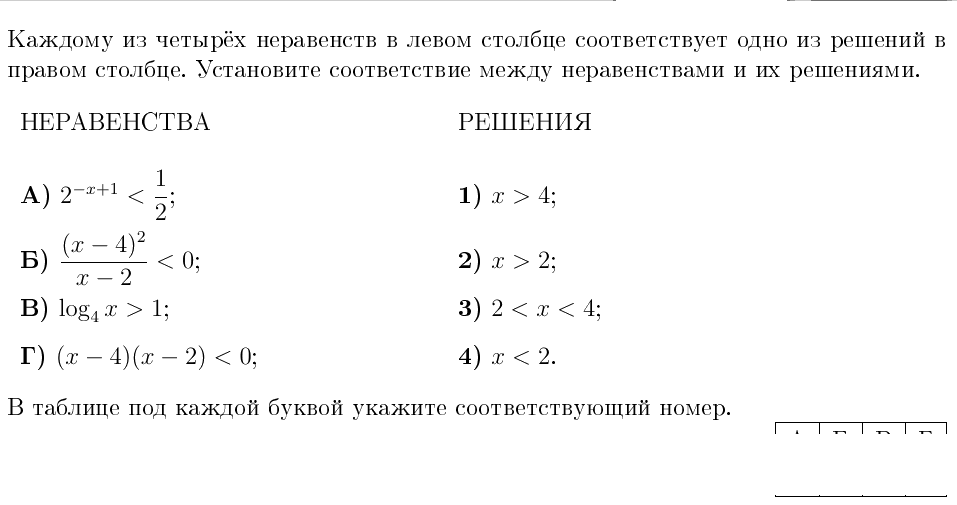 Каждому из четырёх неравенств в левом столбце соответствует одно из решений в
правом столбце. Установите соответствие между неравенствами и их решениями.
НЕРАВЕНСТВА РЕШЕНИЯ
А) 2^{-x+1} < \frac{1}{2}; 1) x > 4;
Б) \frac{(x − 4)^2}{x − 2} < 0; 2) x > 2;
В) log_4 x > 1; 3) 2 < x < 4;
Г) (x − 4)(x − 2) < 0; 4) x < 2.
В таблице под каждой буквой укажите соответствующий номер.